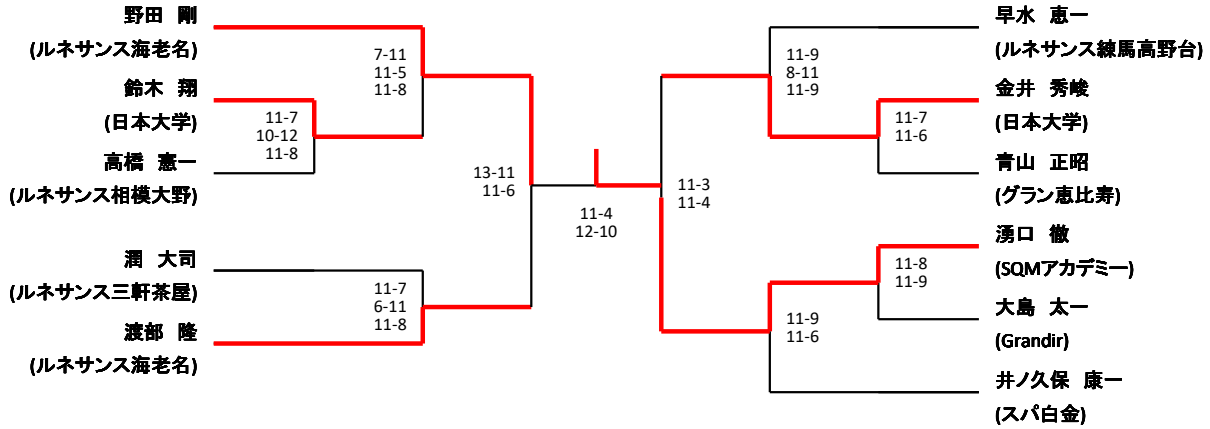 野田 剛
(ルネサンス海老名)
7-11
11-5
11-8
鈴木 翔
(日本大学)
11-7
10-12
11-8
高橋 憲一
(ルネサンス相模大野)
13-11
11-6
潤 大司
(ルネサンス三軒茶屋)
11-7
6-11
11-8
渡部 隆
(ルネサンス海老名)
11-4
12-10
早水 恵一
(ルネサンス練馬高野台)
11-9
8-11
11-9
金井 秀峻
(日本大学)
11-7
11-6
青山 正昭
(グラン恵比寿)
11-3
11-4
湧口 徹
(SQMアカデミー)
11-8
11-9
大島 太一
(Grandir)
11-9
11-6
井ノ久保 康一
(スパ白金)